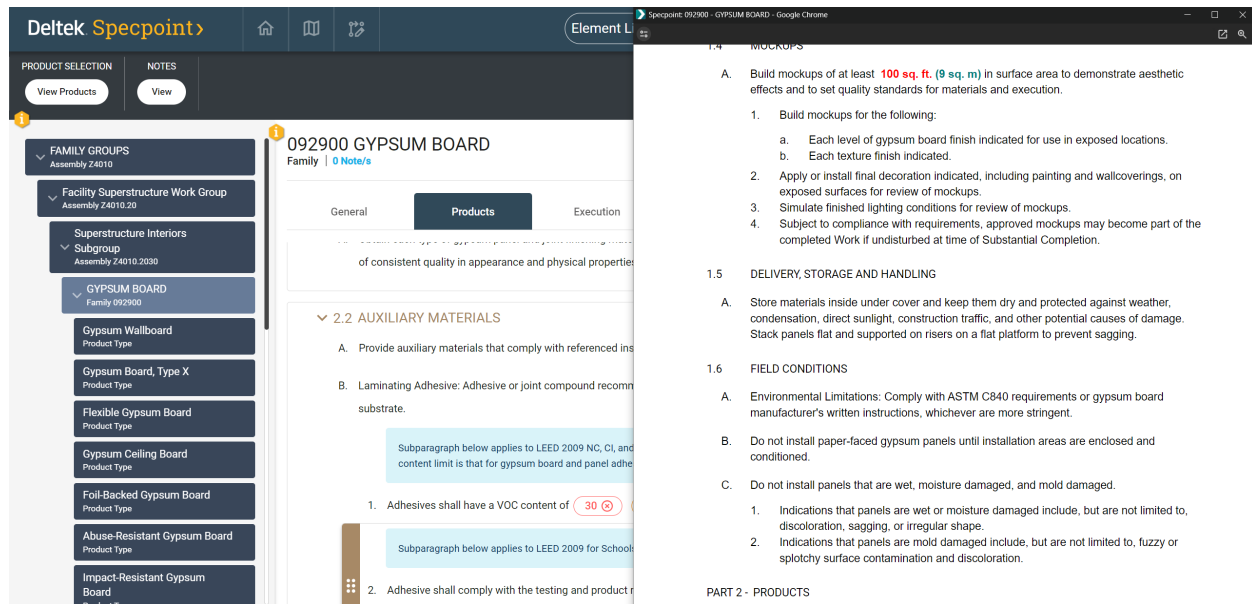 Deltek Specpoint>
Element Li
PRODUCT SELECTION
View Products
NOTES
View
FAMILY GROUPS
Assembly Z4010
Facility Superstructure Work Group
Assembly Z4010.20
Superstructure Interiors
Subgroup
Assembly Z4010.2030
GYPSUM BOARD
Family 092900
Gypsum Wallboard
Product Type
Gypsum Board, Type X
Product Type
Flexible Gypsum Board
Product Type
Gypsum Ceiling Board
Product Type
Foil-Backed Gypsum Board
Product Type
Abuse-Resistant Gypsum Board
Product Type
Impact-Resistant Gypsum
Board
092900 GYPSUM BOARD
Family | 0 Note/s
General
Products
Execution
of consistent quality in appearance and physical properties
2.2 AUXILIARY MATERIALS
A. Provide auxiliary materials that comply with referenced ins
B. Laminating Adhesive: Adhesive or joint compound recomm
substrate.
Subparagraph below applies to LEED 2009 NC, CI, and
content limit is that for gypsum board and panel adhe
1. Adhesives shall have a VOC content of 30
Subparagraph below applies to LEED 2009 for Schools
2. Adhesive shall comply with the testing and product r
Specpoint: 092900 - GYPSUM BOARD - Google Chrome
1.4 MOCKUPS
A. Build mockups of at least 100 sq. ft. (9 sq. m) in surface area to demonstrate aesthetic
effects and to set quality standards for materials and execution.
1. Build mockups for the following:
a. Each level of gypsum board finish indicated for use in exposed locations.
b. Each texture finish indicated.
2. Apply or install final decoration indicated, including painting and wallcoverings, on
exposed surfaces for review of mockups.
3. Simulate finished lighting conditions for review of mockups.
4. Subject to compliance with requirements, approved mockups may become part of the
completed Work if undisturbed at time of Substantial Completion.
1.5 DELIVERY, STORAGE AND HANDLING
A. Store materials inside under cover and keep them dry and protected against weather,
condensation, direct sunlight, construction traffic, and other potential causes of damage.
Stack panels flat and supported on risers on a flat platform to prevent sagging.
1.6 FIELD CONDITIONS
A. Environmental Limitations: Comply with ASTM C840 requirements or gypsum board
manufacturer's written instructions, whichever are more stringent.
B. Do not install paper-faced gypsum panels until installation areas are enclosed and
conditioned.
C. Do not install panels that are wet, moisture damaged, and mold damaged.
1. Indications that panels are wet or moisture damaged include, but are not limited to,
discoloration, sagging, or irregular shape.
2. Indications that panels are mold damaged include, but are not limited to, fuzzy or
splotchy surface contamination and discoloration.
PART 2 - PRODUCTS